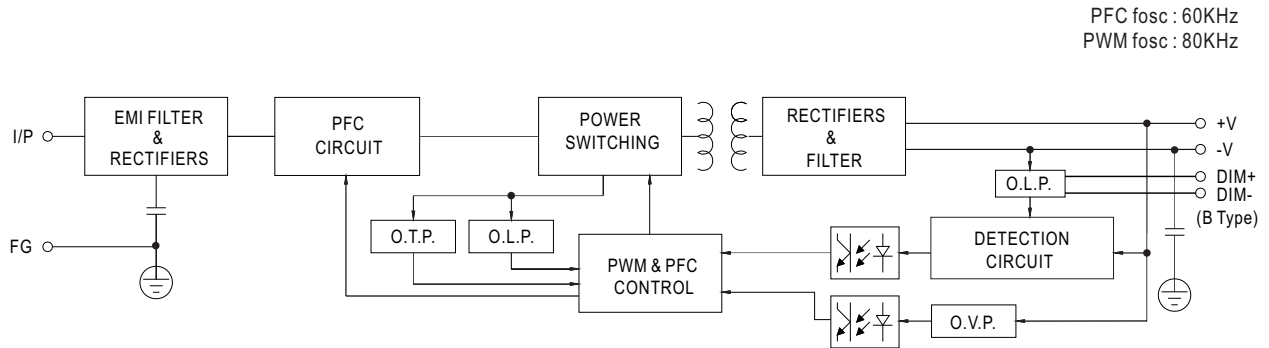 PFC fosc : 60KHz
PWM fosc : 80KHz
I/P
EMI FILTER
&
RECTIFIERS
PFC
CIRCUIT
POWER
SWITCHING
RECTIFIERS
&
FILTER
+V
-V
DIM+
DIM-
(B Type)
O.L.P.
FG
O.T.P.
O.L.P.
PWM & PFC
CONTROL
DETECTION
CIRCUIT
O.V.P.